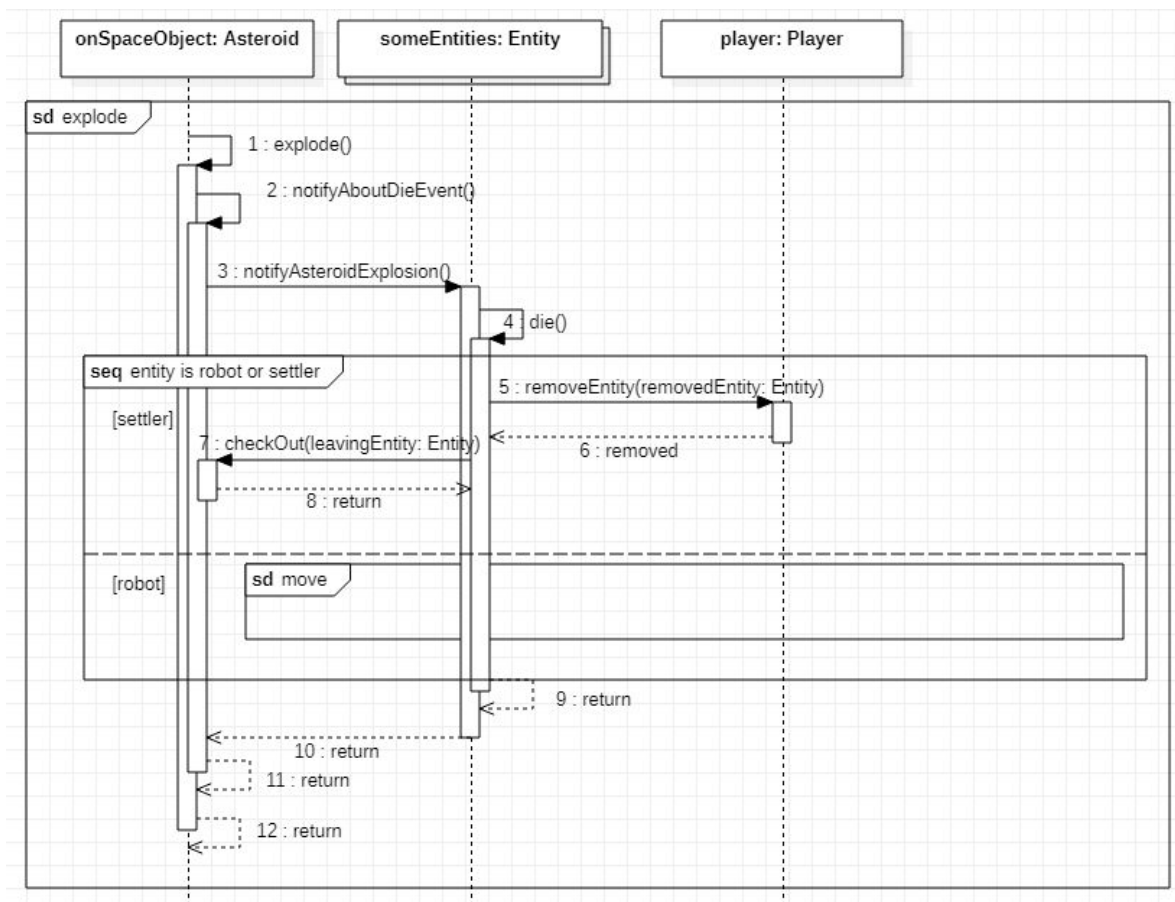 onSpaceObject: Asteroid
someEntities: Entity
player: Player
sd explode
1 : explode()
2 : notifyAboutDieEvent()
3 : notifyAsteroidExplosion()
4 : die()
seq entity is robot or settler
5 : removeEntity(removedEntity: Entity)
[settler]
7 : checkOut(leavingEntity: Entity)
6 : removed
8 : return
[robot]
sd move
9 : return
10 : return
11 : return
12 : return